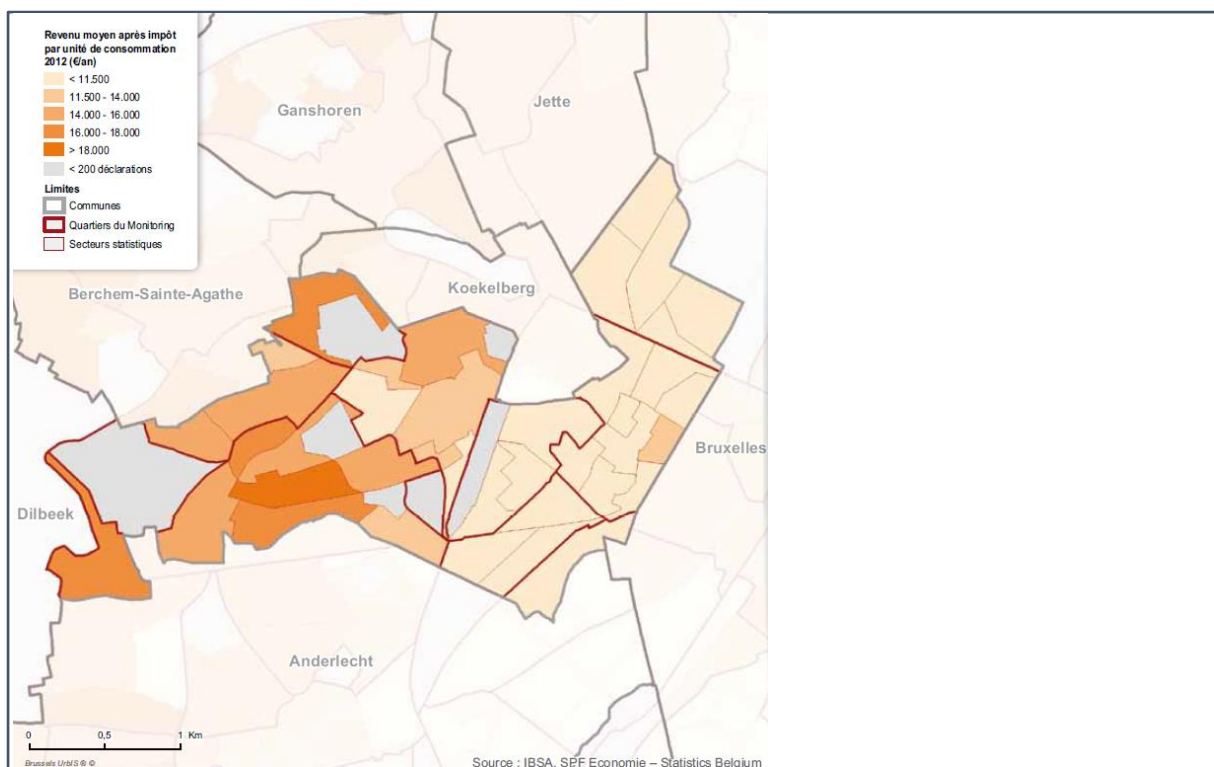 Revenu moyen après impôt
par unité de consommation
2012 (€/an)
< 11.500
11.500 - 14.000
14.000 - 16.000
16.000 - 18.000
> 18.000
< 200 déclarations
Limites
Communes
Quartiers du Monitoring
Secteurs statistiques
Ganshoren
Jette
Berchem-Sainte-Agathe
Koekelberg
Bruxelles
Dilbeek
Anderlecht
0 0,5 1 Km
Brussels UrbIS ® ©
Source : IBSA, SPF Economie – Statistics Belgium